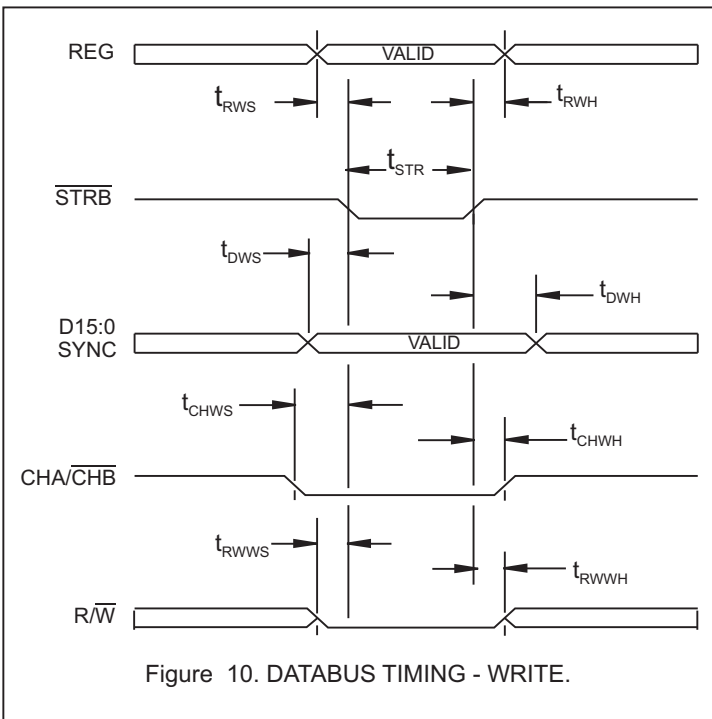 REG
VALID
tRWS
tRWH
tSTR
STRB
tDWS
tDWH
D15:0
SYNC
VALID
tCHWS
tCHWH
CHA/CHB
tRWWS
tRWWH
R/W
Figure 10. DATABUS TIMING - WRITE.